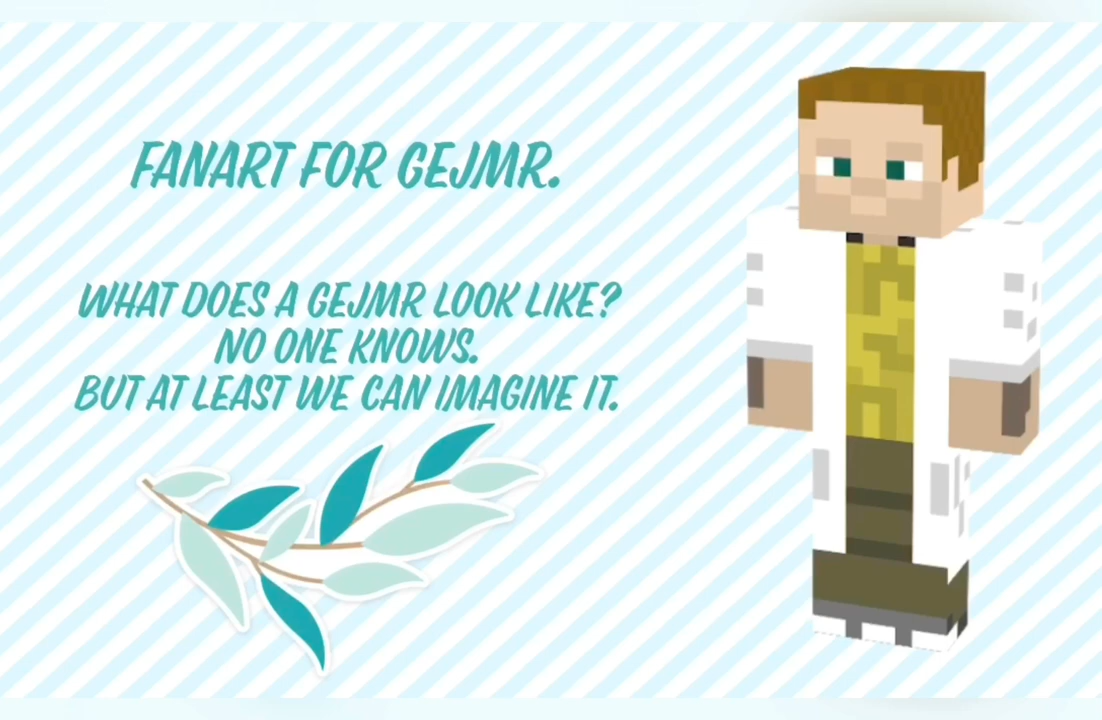 FANART FOR GEJMR.
WHAT DOES A GEJMR LOOK LIKE?
NO ONE KNOWS.
BUT AT LEAST WE CAN IMAGINE IT.